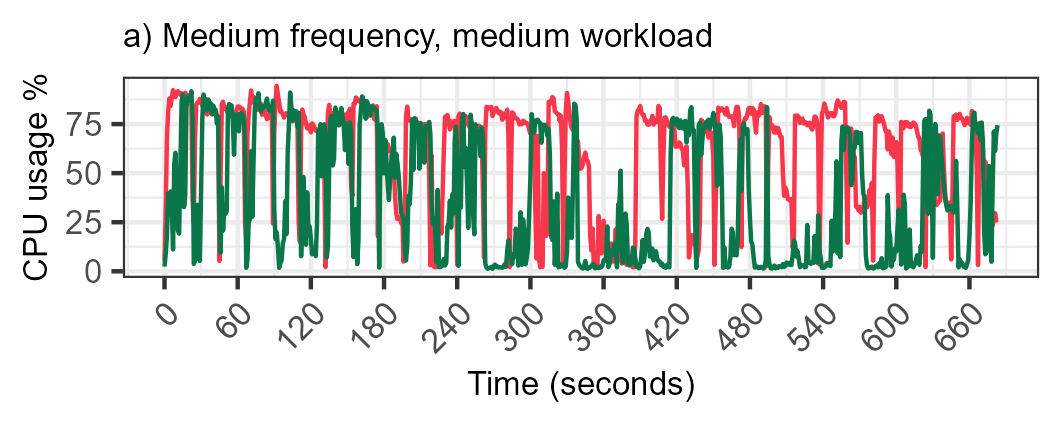 a) Medium frequency, medium workload
CPU usage %
75
50
25
0
0 60 120 180 240 300 360 420 480 540 600 660
Time (seconds)